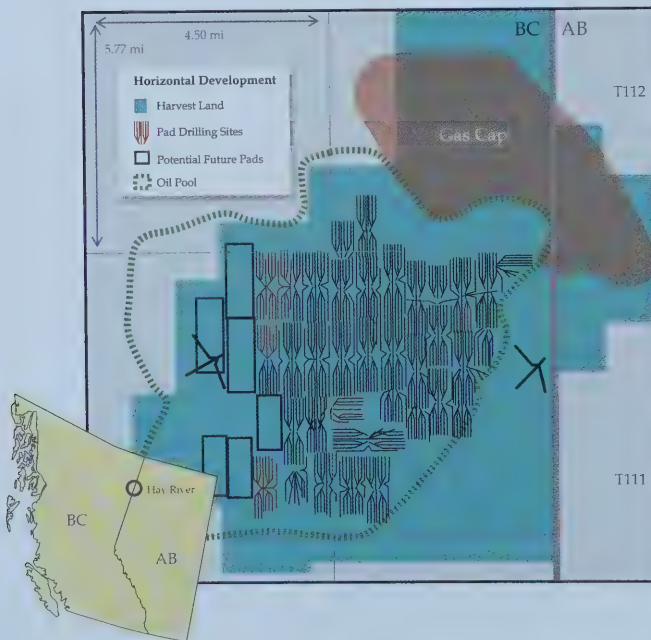 4.50 mi
5.77 mi
BC AB
T112
Horizontal Development
Harvest Land
Pad Drilling Sites
Potential Future Pads
Oil Pool
Gas Cap
Hay River
BC
AB
T111